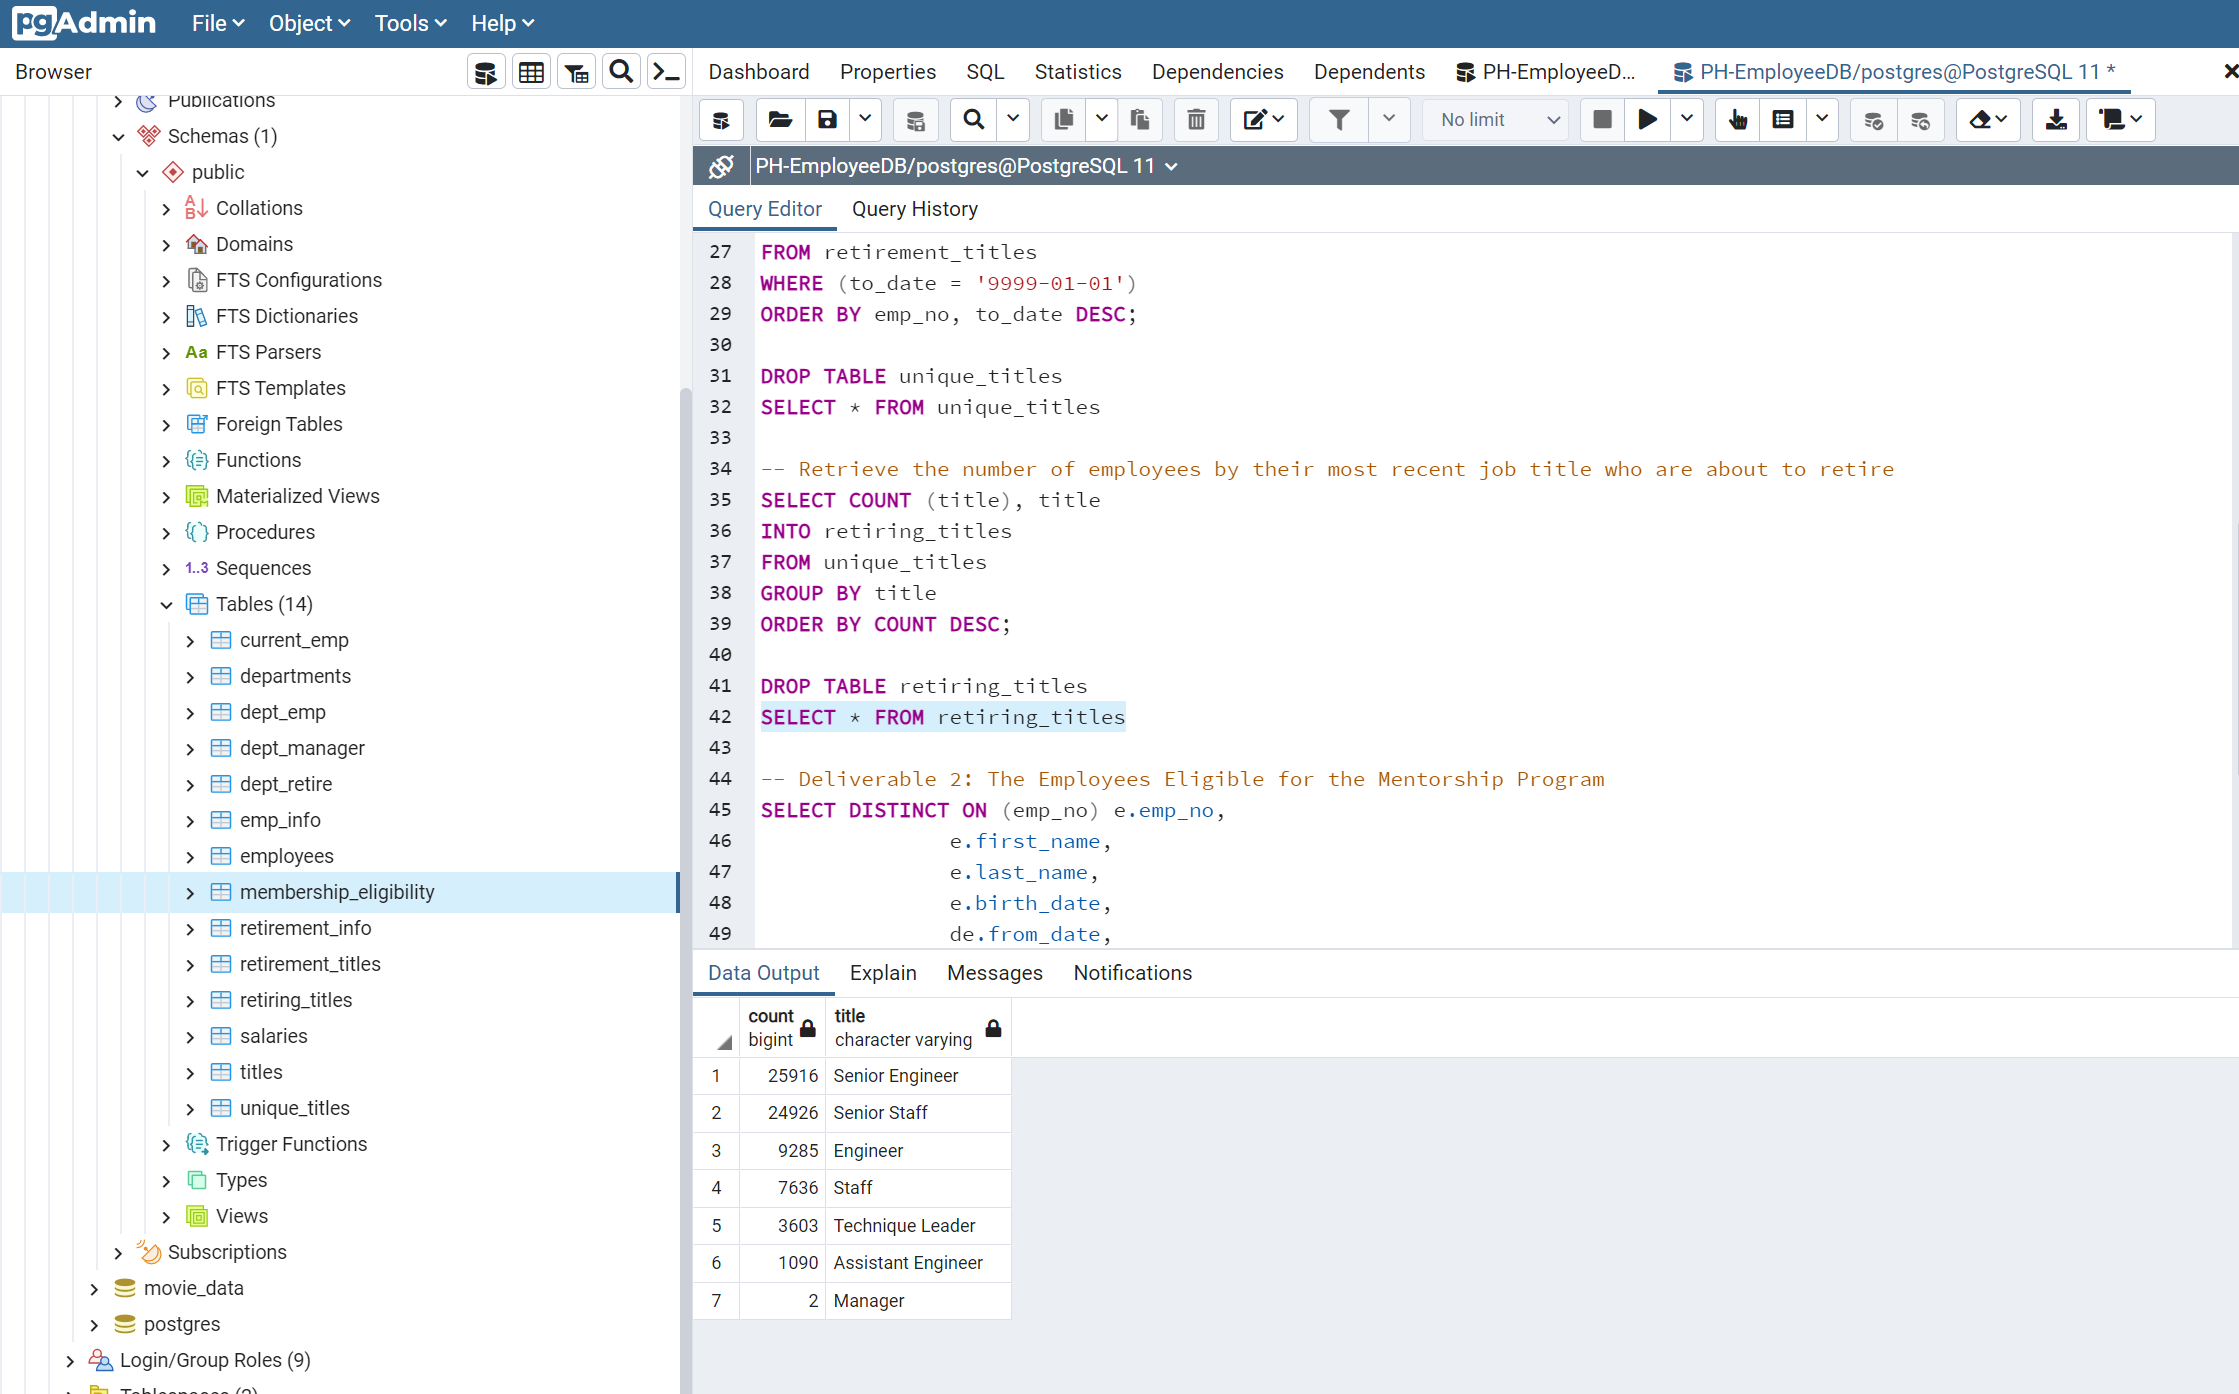 pgAdmin File Object Tools Help
Browser
Dashboard Properties SQL Statistics Dependencies Dependents PH-EmployeeD... PH-EmployeeDB/postgres@PostgreSQL 11 *
No limit
PH-EmployeeDB/postgres@PostgreSQL 11
Query Editor Query History
Publications
Schemas (1)
public
Collations
Domains
FTS Configurations
FTS Dictionaries
Aa FTS Parsers
FTS Templates
Foreign Tables
Functions
Materialized Views
Procedures
1..3 Sequences
Tables (14)
current_emp
departments
dept_emp
dept_manager
dept_retire
emp_info
employees
membership_eligibility
retirement_info
retirement_titles
retiring_titles
salaries
titles
unique_titles
Trigger Functions
Types
Views
Subscriptions
movie_data
postgres
Login/Group Roles (9)
27 FROM retirement_titles
28 WHERE (to_date = '9999-01-01')
29 ORDER BY emp_no, to_date DESC;
30
31 DROP TABLE unique_titles
32 SELECT * FROM unique_titles
33
34 -- Retrieve the number of employees by their most recent job title who are about to retire
35 SELECT COUNT (title), title
36 INTO retiring_titles
37 FROM unique_titles
38 GROUP BY title
39 ORDER BY COUNT DESC;
40
41 DROP TABLE retiring_titles
42 SELECT * FROM retiring_titles
43
44 -- Deliverable 2: The Employees Eligible for the Mentorship Program
45 SELECT DISTINCT ON (emp_no) e.emp_no,
46 e.first_name,
47 e.last_name,
48 e.birth_date,
49 de.from_date,
Data Output Explain Messages Notifications
count title
bigint character varying
1 25916 Senior Engineer
2 24926 Senior Staff
3 9285 Engineer
4 7636 Staff
5 3603 Technique Leader
6 1090 Assistant Engineer
7 2 Manager